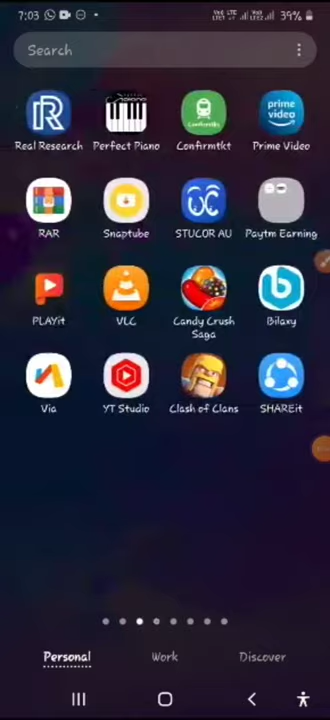 7:03
39%
Search
Real Research
Perfect Piano
Confirmtkt
Prime Video
RAR
Snaptube
STUCOR AU
Paytm Earning
PLAYit
VLC
Candy Crush
Saga
Bilaxy
Via
YT Studio
Clash of Clans
SHAREit
Personal
Work
Discover